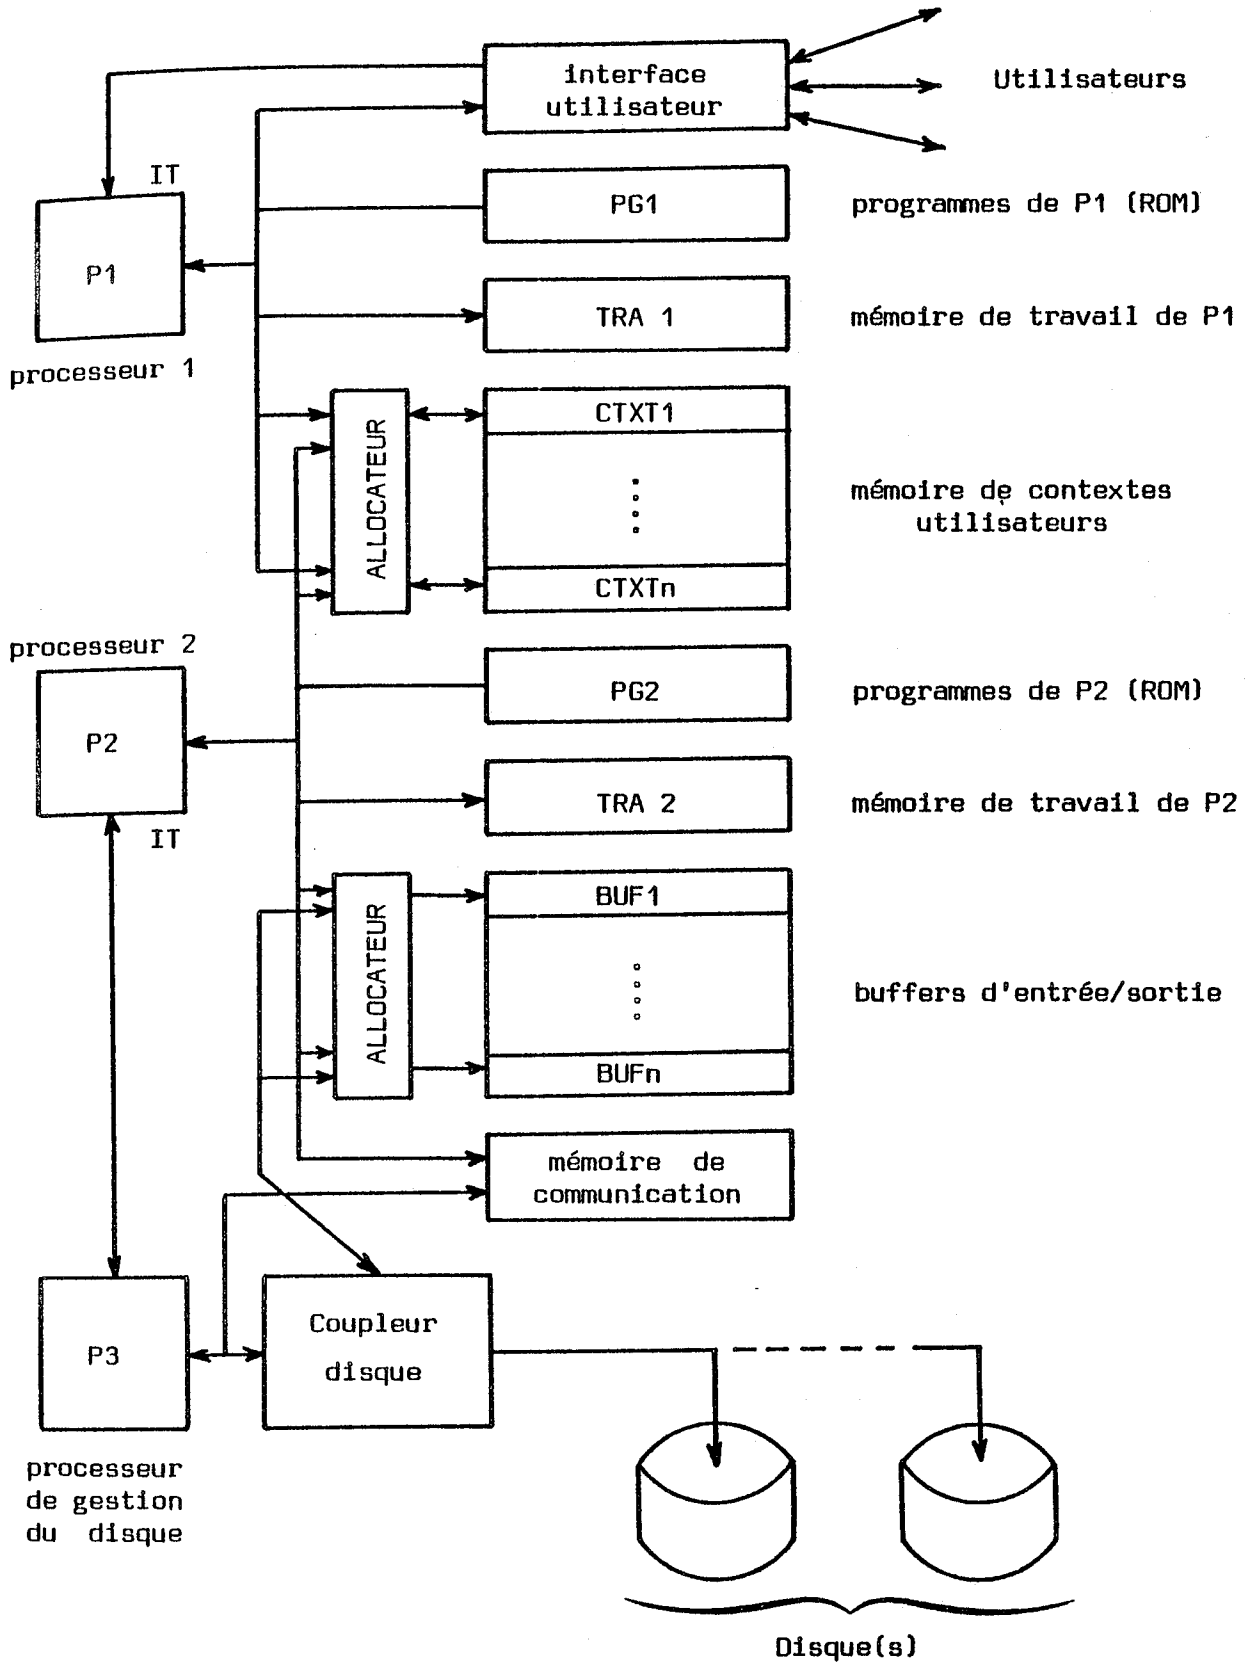 interface
utilisateur
Utilisateurs
IT
PG1
programmes de P1 (ROM)
P1
TRA 1
mémoire de travail de P1
processeur 1
ALLOCATEUR
CTXT1
mémoire de contextes
utilisateurs
CTXTn
processeur 2
PG2
programmes de P2 (ROM)
P2
TRA 2
mémoire de travail de P2
IT
ALLOCATEUR
BUF1
buffers d'entrée/sortie
BUFn
mémoire de
communication
P3
Coupleur
disque
processeur
de gestion
du disque
Disque(s)